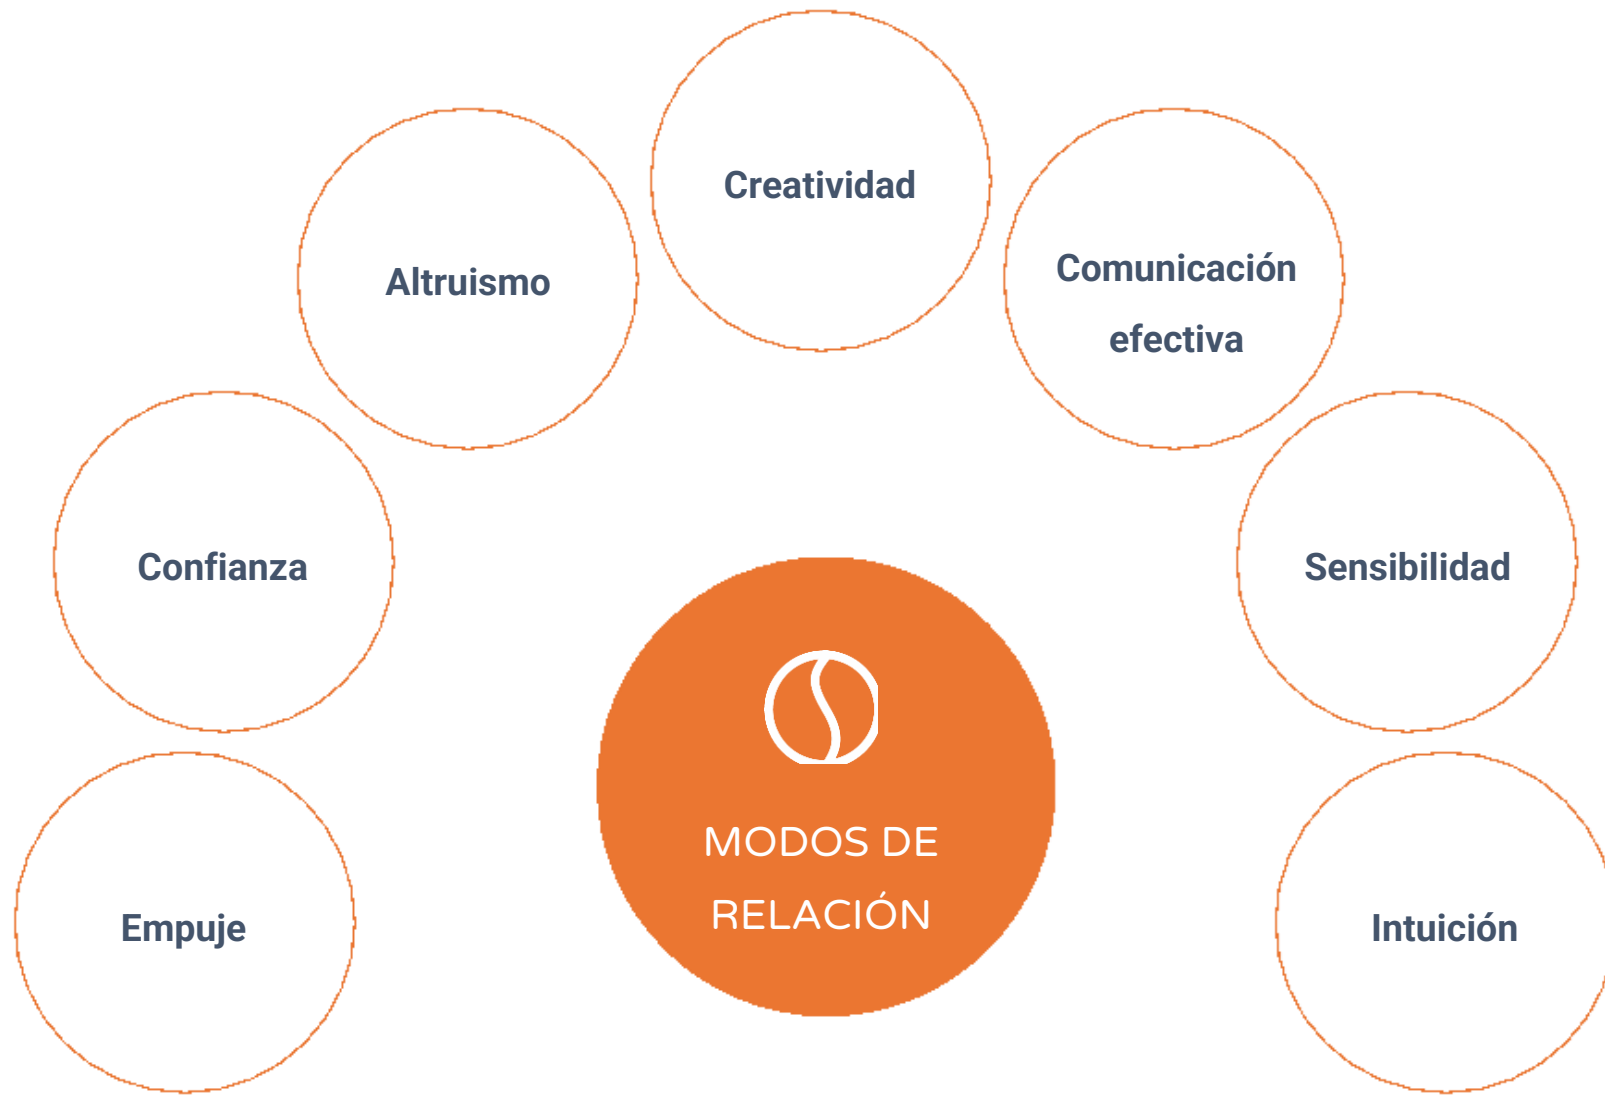 Creatividad
Altruismo
Comunicación
efectiva
Confianza
Sensibilidad
MODOS DE
RELACIÓN
Empuje
Intuición